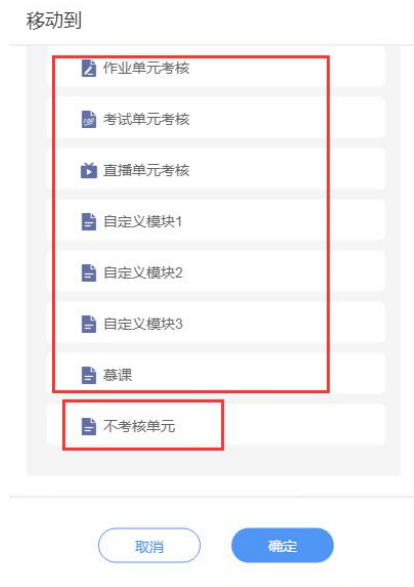 移动到
作业单元考核
考试单元考核
直播单元考核
自定义模块1
自定义模块2
自定义模块3
慕课
不考核单元
取消
确定